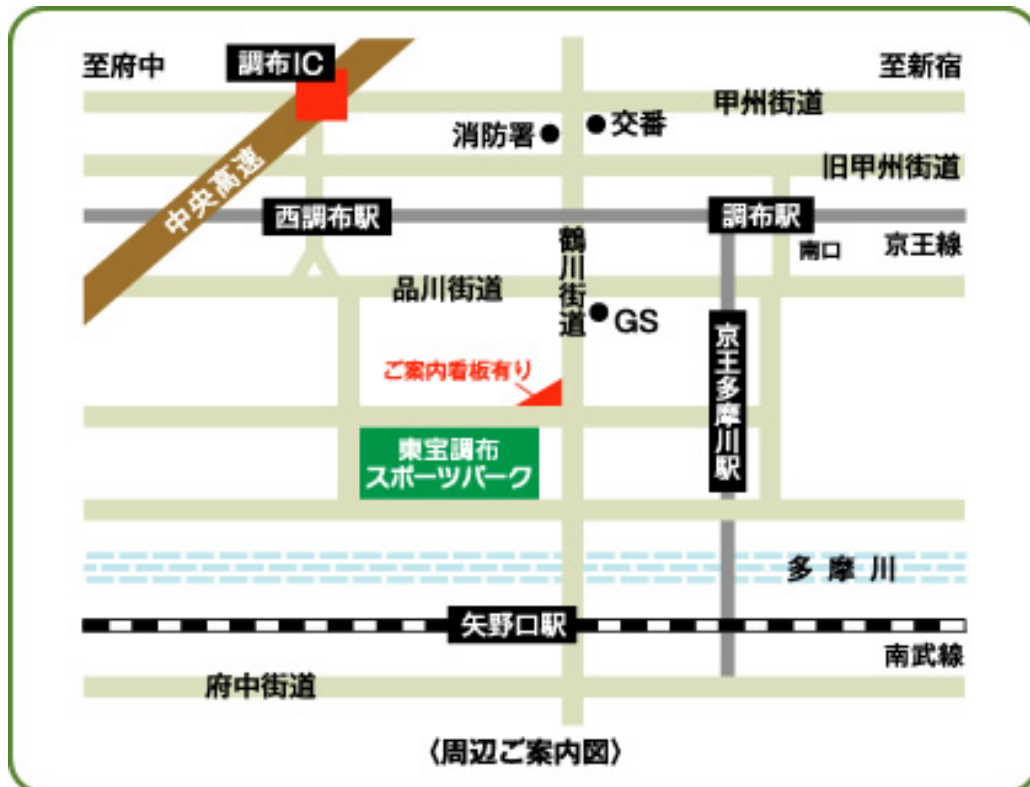 至府中
調布IC
至新宿
甲州街道
消防署
交番
旧甲州街道
中央高速
西調布駅
調布駅
南口
京王線
鶴川街道
品川街道
GS
京王多摩川駅
ご案内看板有り
東宝調布
スポーツパーク
多摩川
矢野口駅
南武線
府中街道
〈周辺ご案内図〉